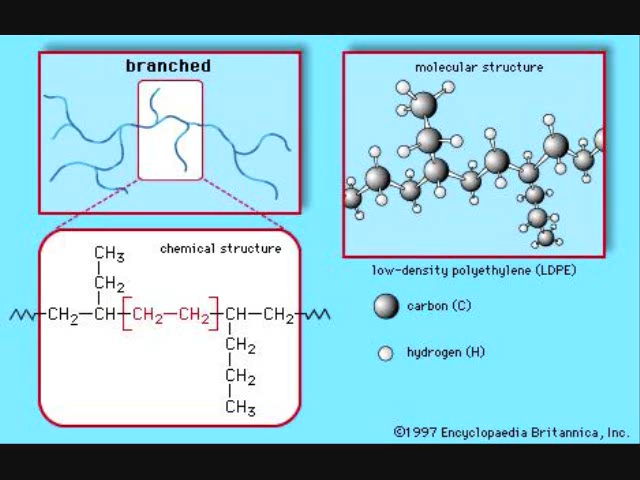 branched
molecular structure
chemical structure
CH₃
CH₂
CH₂—CH—[CH₂—CH₂]—CH—CH₂
CH₂
CH₂
CH₃
low-density polyethylene (LDPE)
carbon (C)
hydrogen (H)
©1997 Encyclopaedia Britannica, Inc.